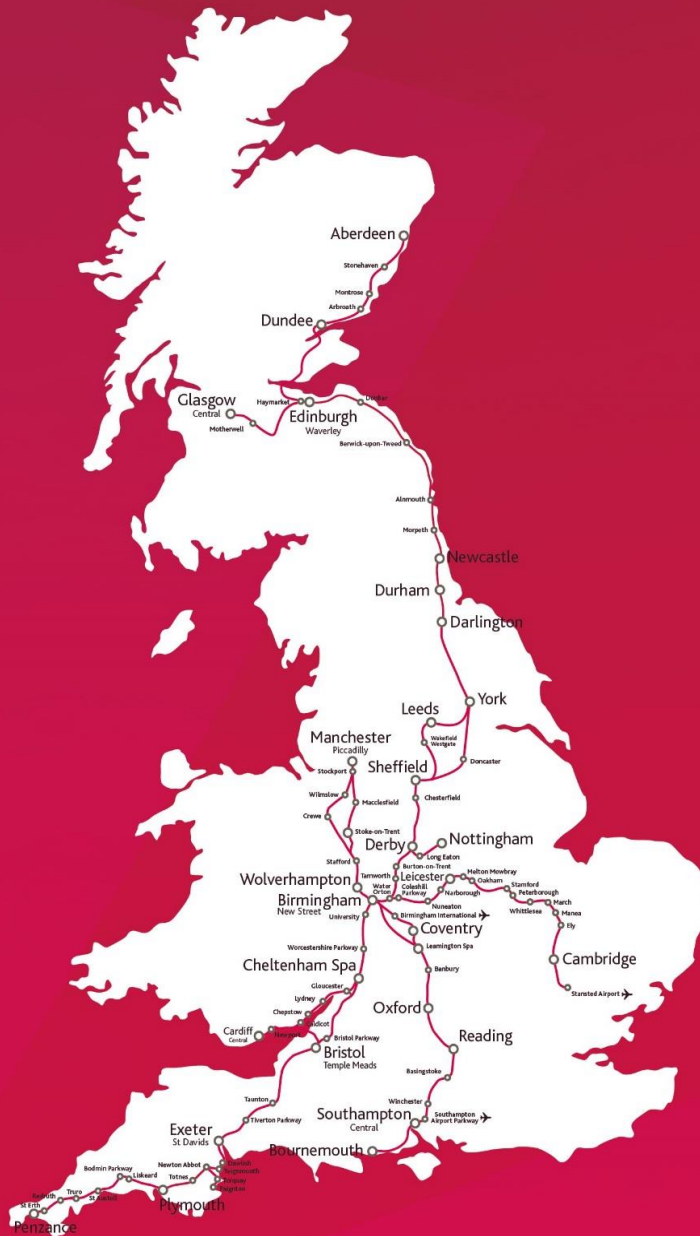 Aberdeen
Stonehaven
Montrose
Arbroath
Dundee
Glasgow
Central
Haymarket
Edinburgh
Waverley
Dunbar
Motherwell
Berwick-upon-Tweed
Alnmouth
Morpeth
Newcastle
Durham
Darlington
York
Leeds
Wakefield
Westgate
Doncaster
Manchester
Piccadilly
Stockport
Sheffield
Wilmslow
Macclesfield
Chesterfield
Crewe
Stoke-on-Trent
Derby
Nottingham
Long Eaton
Stafford
Burton-on-Trent
Tamworth
Leicester
Melton Mowbray
Oakham
Wolverhampton
Water
Orton
Coleshill
Parkway
Narborough
Stamford
Peterborough
Birmingham
New Street
Nuneaton
Whittlesea
March
Manea
Ely
University
Birmingham International
Coventry
Worcestershire Parkway
Leamington Spa
Cheltenham Spa
Banbury
Cambridge
Stansted Airport
Gloucester
Lydney
Chepstow
Caldicot
Oxford
Cardiff
Central
Newport
Bristol Parkway
Bristol
Temple Meads
Reading
Basingstoke
Taunton
Tiverton Parkway
Winchester
Southampton
Central
Southampton
Airport Parkway
Exeter
St Davids
Bournemouth
Dawlish
Teignmouth
Newton Abbot
Torquay
Paignton
Totnes
Bodmin Parkway
Liskeard
Plymouth
St Austell
Truro
Redruth
St Erth
Penzance